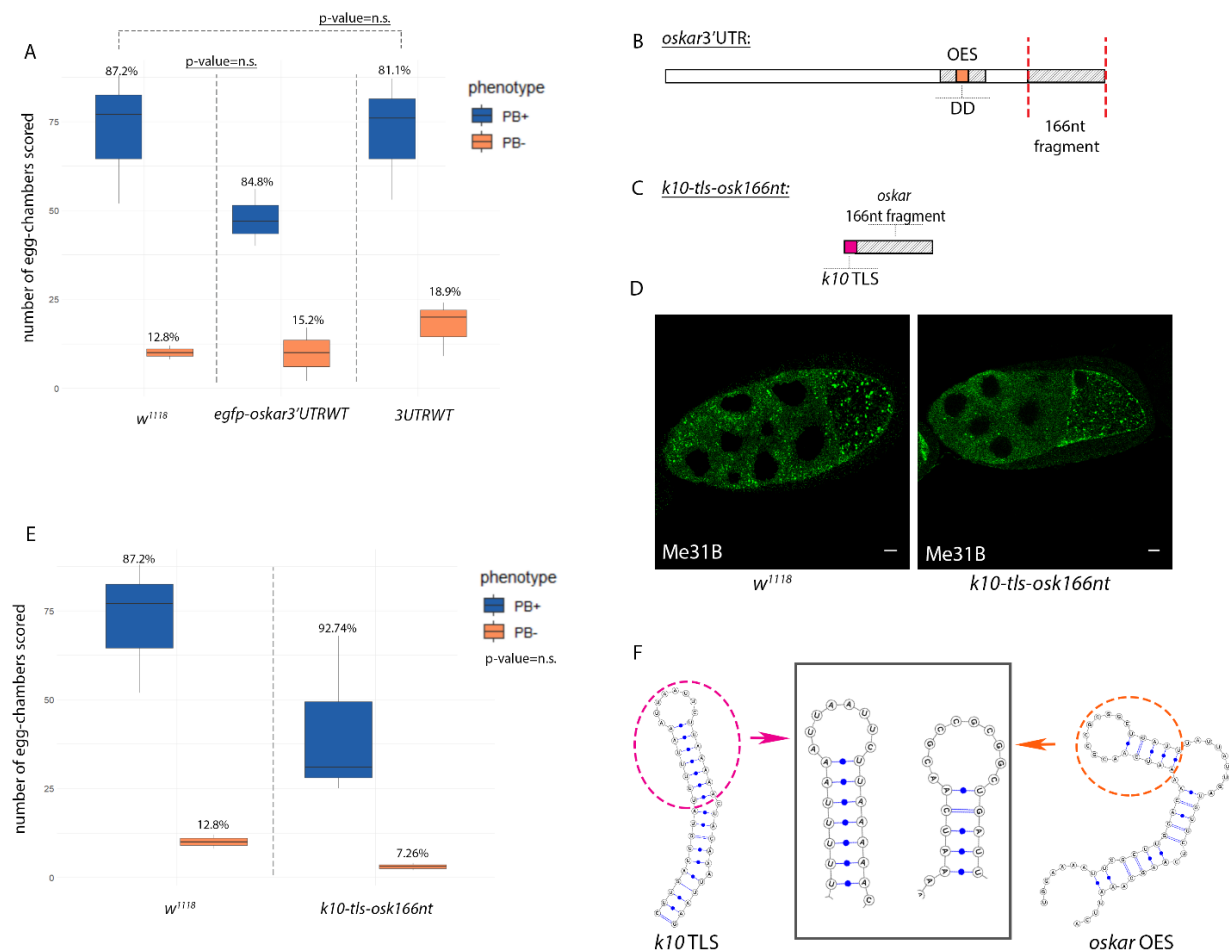 A
p-value=n.s.
p-value=n.s.
87.2%
84.8%
81.1%
12.8%
15.2%
18.9%
number of egg-chambers scored
75
50
25
0
w1118
egfp-oskar3'UTRWT
3UTRWT
phenotype
PB+
PB-
B
oskar3'UTR:
OES
DD
166nt
fragment
C
k10-tls-osk166nt:
oskar
166nt fragment
k10 TLS
D
Me31B
Me31B
w1118
k10-tls-osk166nt
E
87.2%
92.74%
12.8%
7.26%
number of egg-chambers scored
75
50
25
0
w1118
k10-tls-osk166nt
phenotype
PB+
PB-
p-value=n.s.
F
k10 TLS
oskar OES